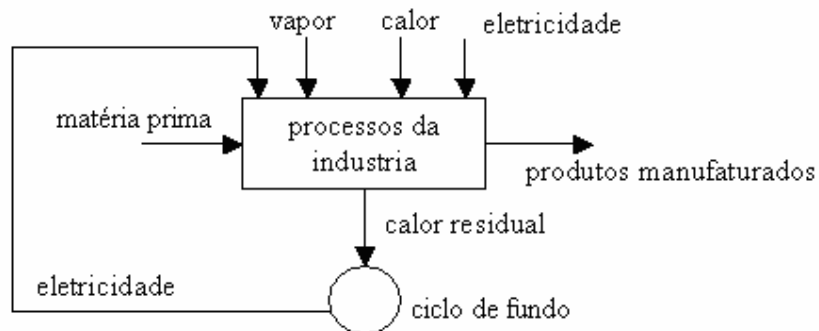 vapor
calor
eletricidade
matéria prima
processos da
industria
produtos manufaturados
calor residual
eletricidade
ciclo de fundo